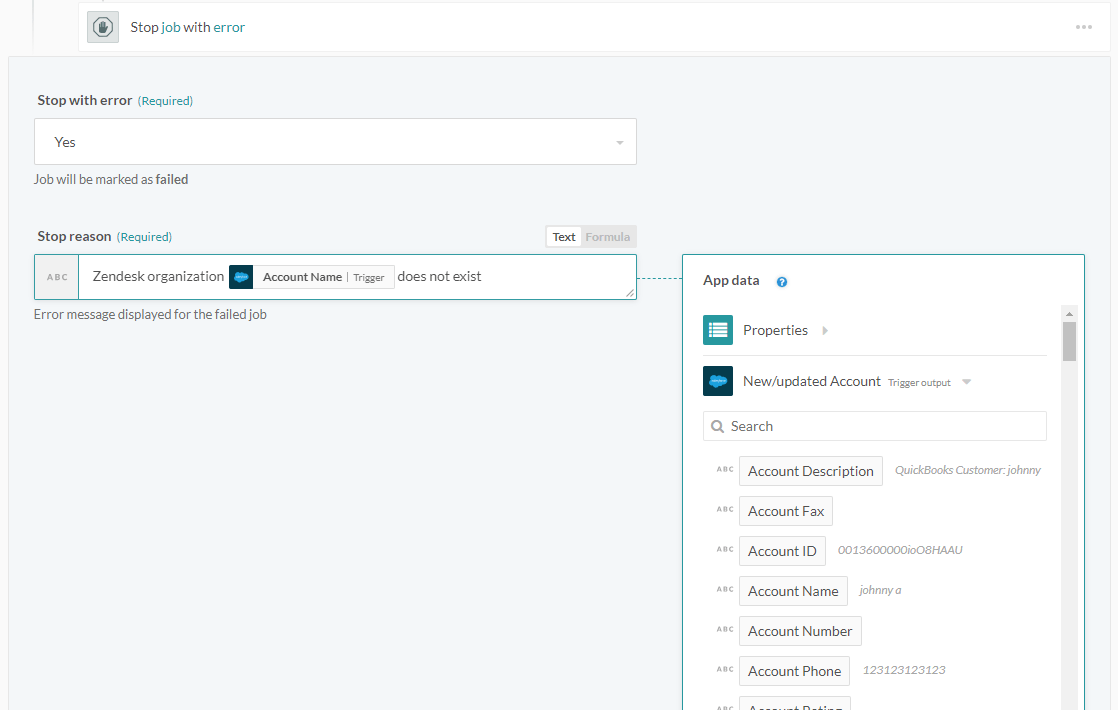 Stop job with error
Stop with error (Required)
Yes
Job will be marked as failed
Stop reason (Required)
Text Formula
ABC Zendesk organization Account Name | Trigger does not exist
Error message displayed for the failed job
App data ?
Properties
New/updated Account Trigger output
Search
ABC Account Description QuickBooks Customer: johnny
ABC Account Fax
ABC Account ID 0013600000ioO8HAAU
ABC Account Name johnny a
ABC Account Number
ABC Account Phone 123123123123
ABC Account Rating